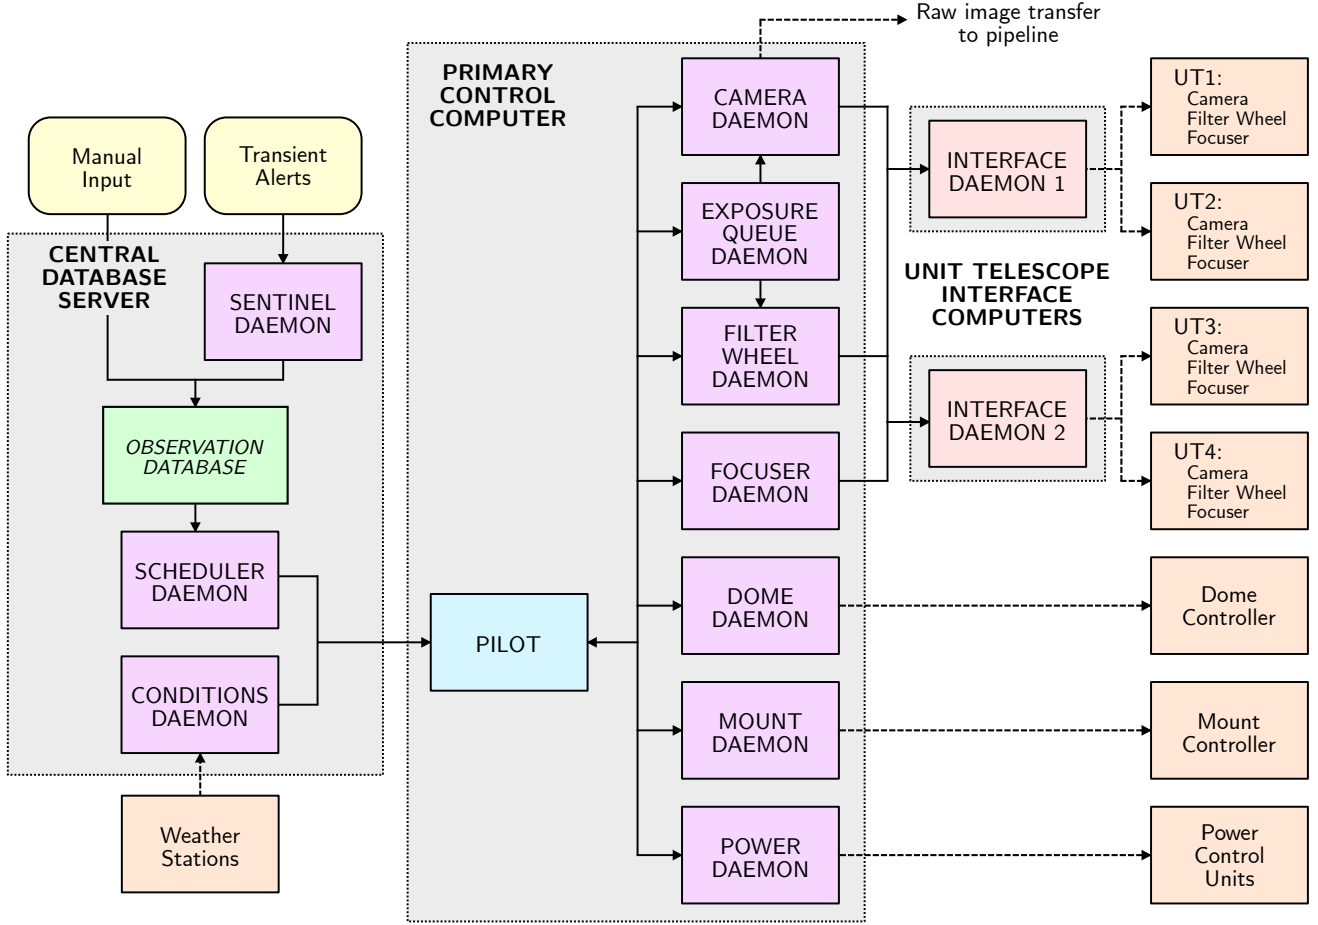 Raw image transfer
to pipeline
PRIMARY
CONTROL
COMPUTER
CAMERA
DAEMON
UT1:
Camera
Filter Wheel
Focuser
Manual
Input
Transient
Alerts
INTERFACE
DAEMON 1
EXPOSURE
QUEUE
DAEMON
UT2:
Camera
Filter Wheel
Focuser
CENTRAL
DATABASE
SERVER
SENTINEL
DAEMON
UNIT TELESCOPE
INTERFACE
COMPUTERS
FILTER
WHEEL
DAEMON
UT3:
Camera
Filter Wheel
Focuser
OBSERVATION
DATABASE
INTERFACE
DAEMON 2
FOCUSER
DAEMON
UT4:
Camera
Filter Wheel
Focuser
SCHEDULER
DAEMON
DOME
DAEMON
Dome
Controller
PILOT
CONDITIONS
DAEMON
MOUNT
DAEMON
Mount
Controller
Weather
Stations
POWER
DAEMON
Power
Control
Units